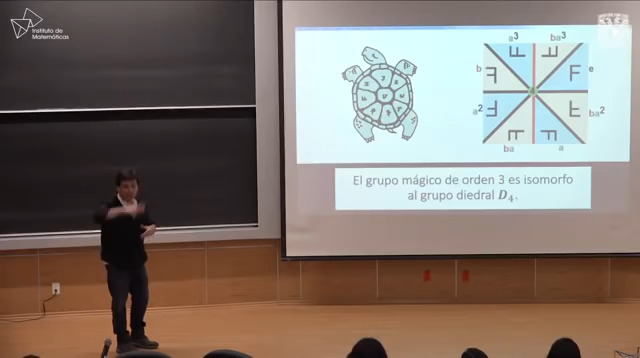 Instituto de
Matemáticas
a³
ba³
b
e
a²
ba²
ba
a
El grupo mágico de orden 3 es isomorfo
al grupo diedral D₄.